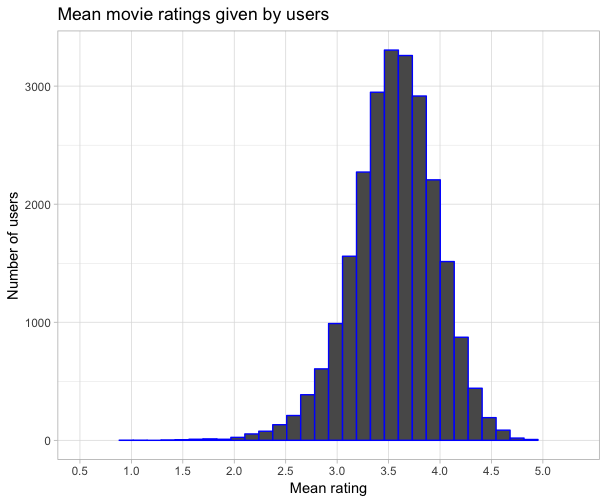 Mean movie ratings given by users
Number of users
3000
2000
1000
0
0.5 1.0 1.5 2.0 2.5 3.0 3.5 4.0 4.5 5.0
Mean rating